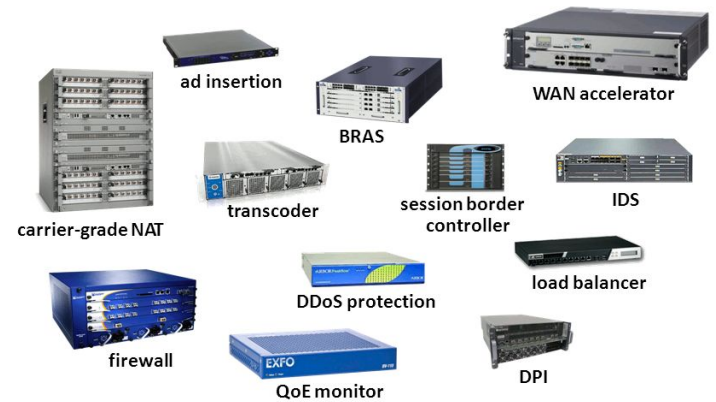 ad insertion
WAN accelerator
BRAS
carrier-grade NAT
transcoder
session border
controller
IDS
DDoS protection
load balancer
firewall
EXFO
QoE monitor
DPI